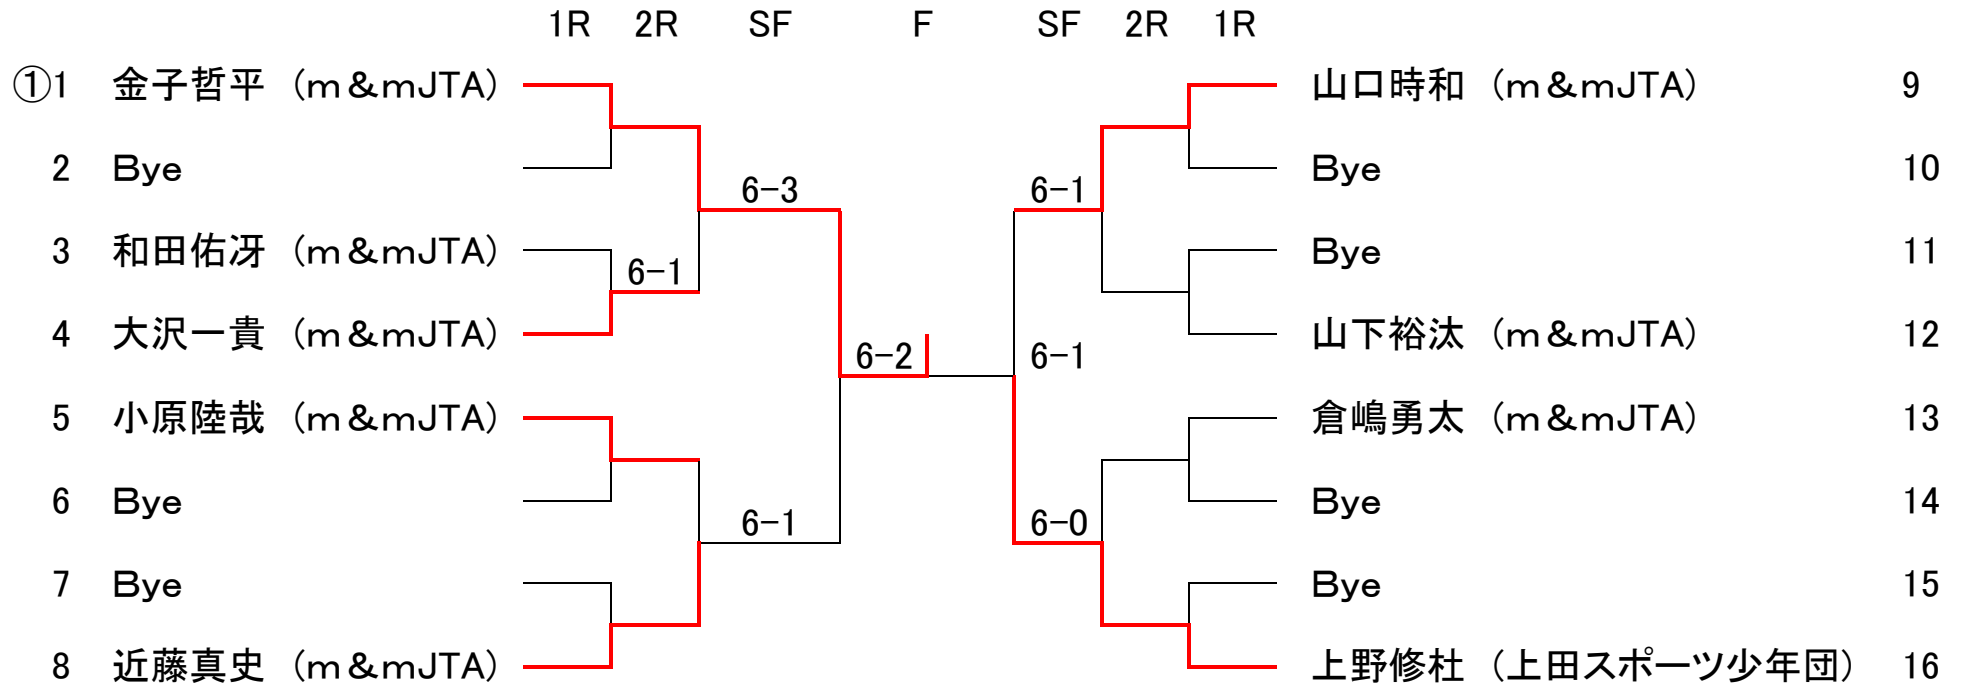 1R 2R SF F SF 2R 1R
①1 金子哲平 (m&mJTA) 山口時和 (m&mJTA) 9
2 Bye Bye 10
6-3 6-1
3 和田佑冴 (m&mJTA) Bye 11
6-1
4 大沢一貴 (m&mJTA) 山下裕汰 (m&mJTA) 12
6-2 6-1
5 小原陸哉 (m&mJTA) 倉嶋勇太 (m&mJTA) 13
6 Bye Bye 14
6-1 6-0
7 Bye Bye 15
8 近藤真史 (m&mJTA) 上野修杜 (上田スポーツ少年団) 16